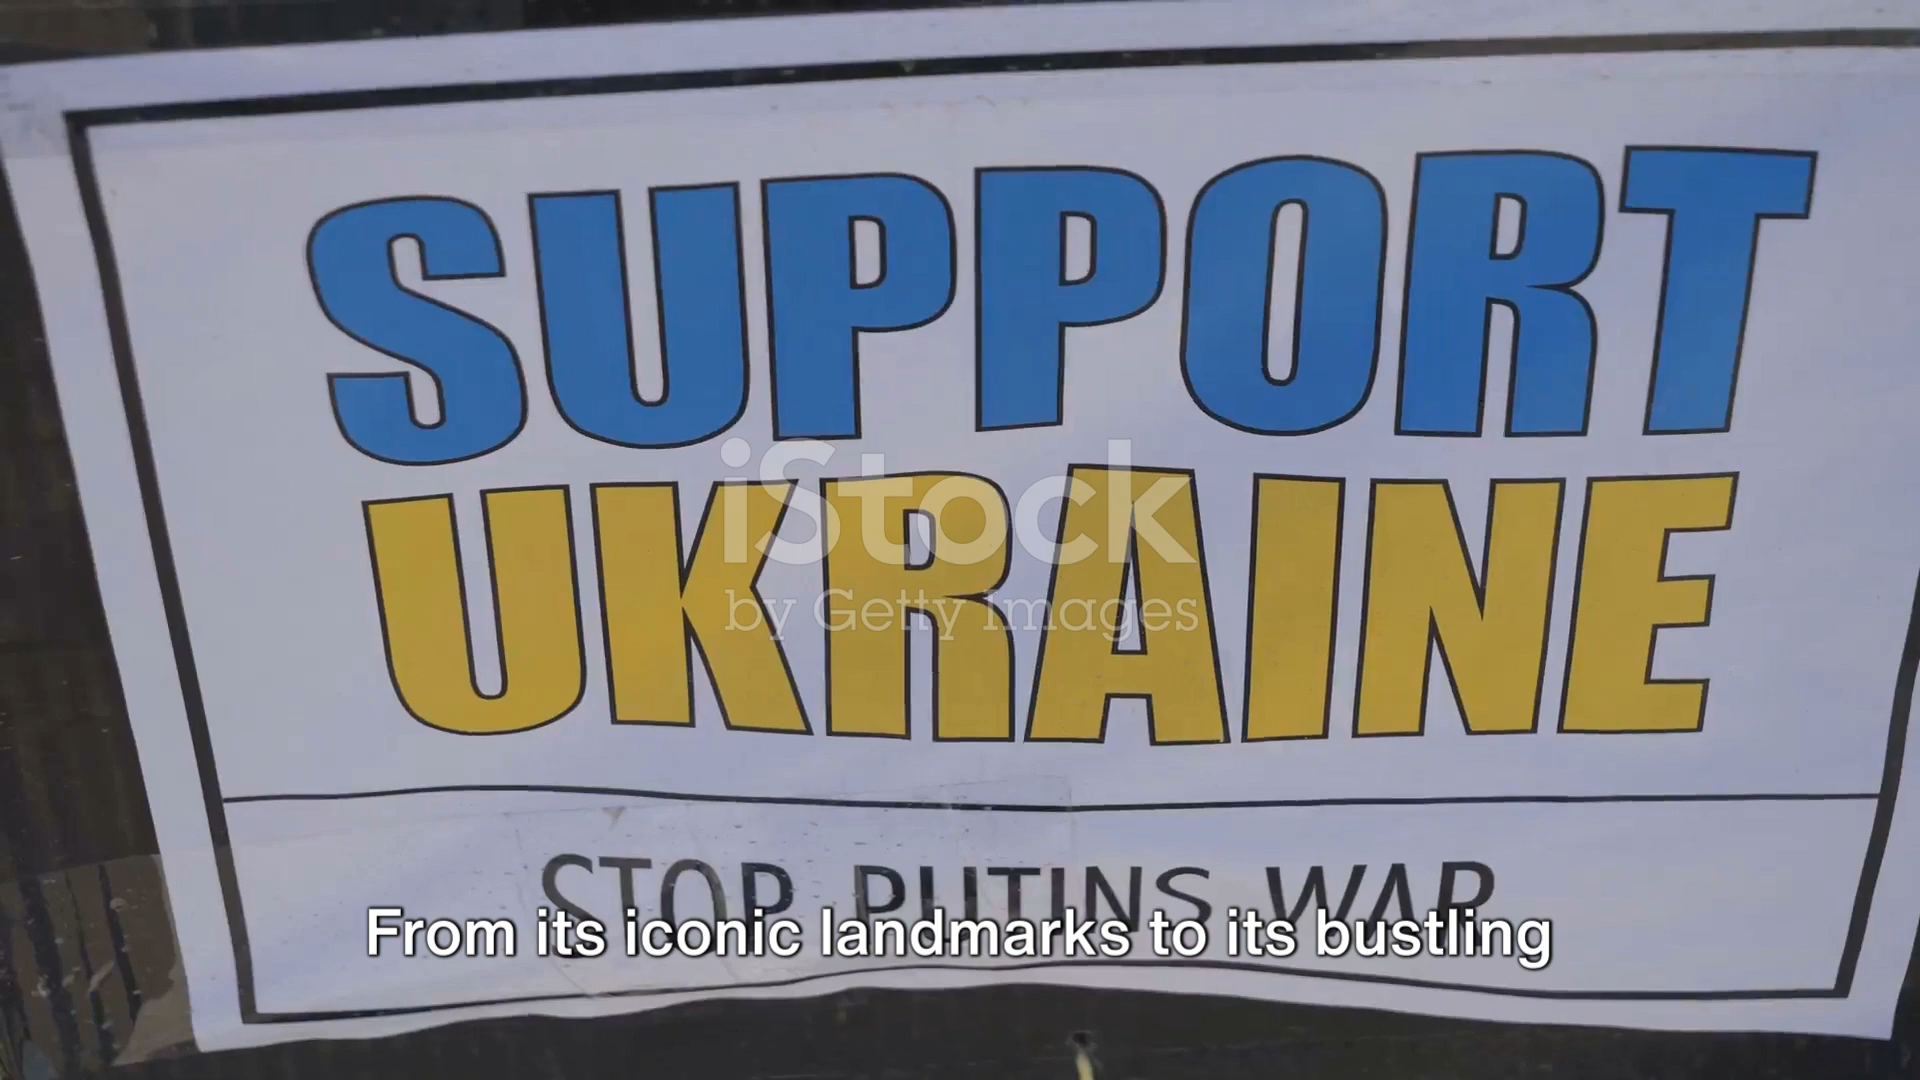 SUPPORT
UKRAINE
iStock
by Getty Images
STOP PUTINS WAR
From its iconic landmarks to its bustling